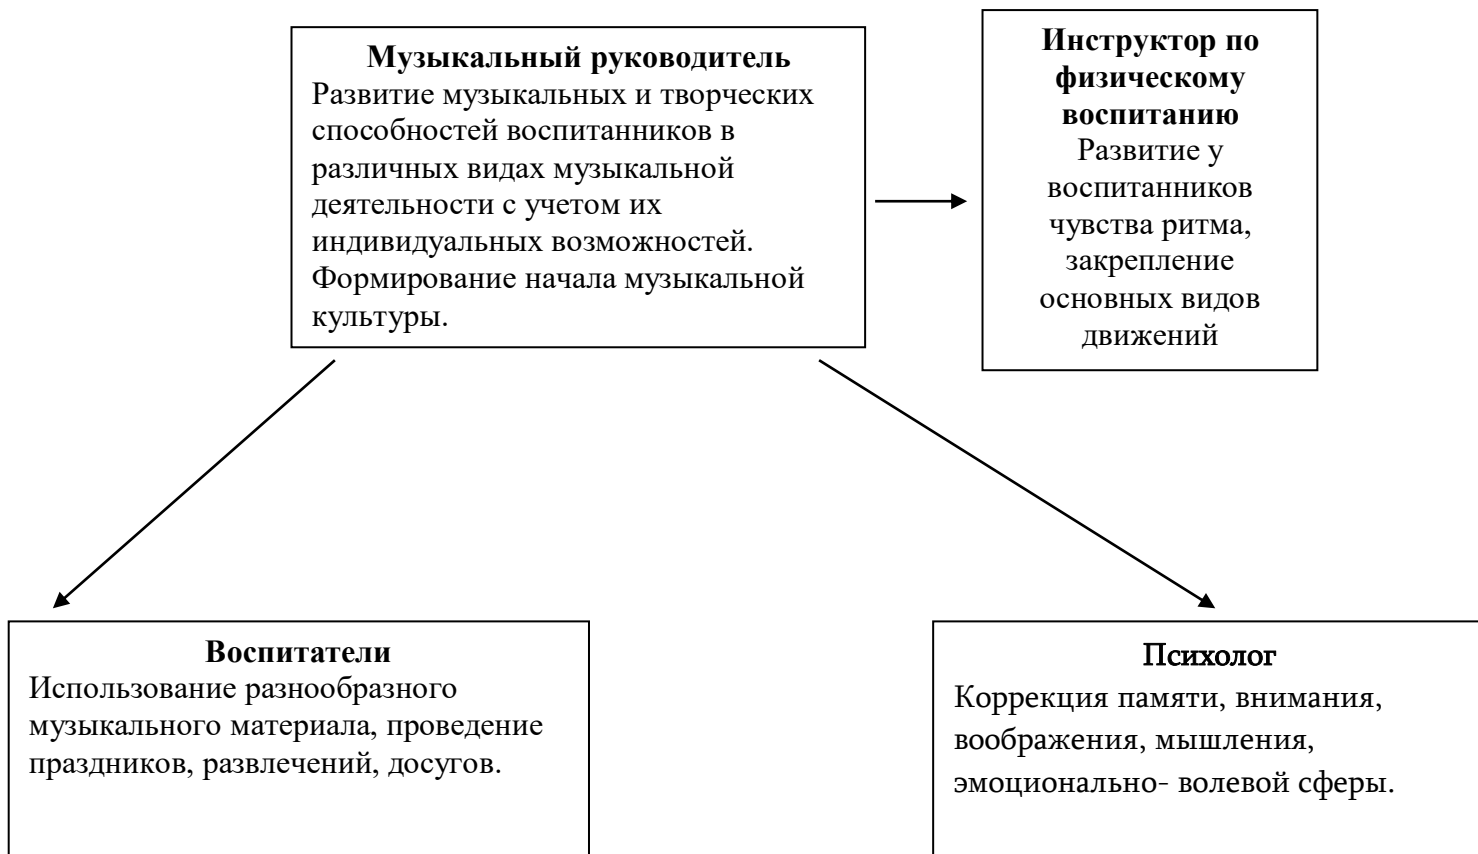 Музыкальный руководитель
Развитие музыкальных и творческих
способностей воспитанников в
различных видах музыкальной
деятельности с учетом их
индивидуальных возможностей.
Формирование начала музыкальной
культуры.
Инструктор по
физическому
воспитанию
Развитие у
воспитанников
чувства ритма,
закрепление
основных видов
движений
Воспитатели
Использование разнообразного
музыкального материала, проведение
праздников, развлечений, досугов.
Психолог
Коррекция памяти, внимания,
воображения, мышления,
эмоционально- волевой сферы.